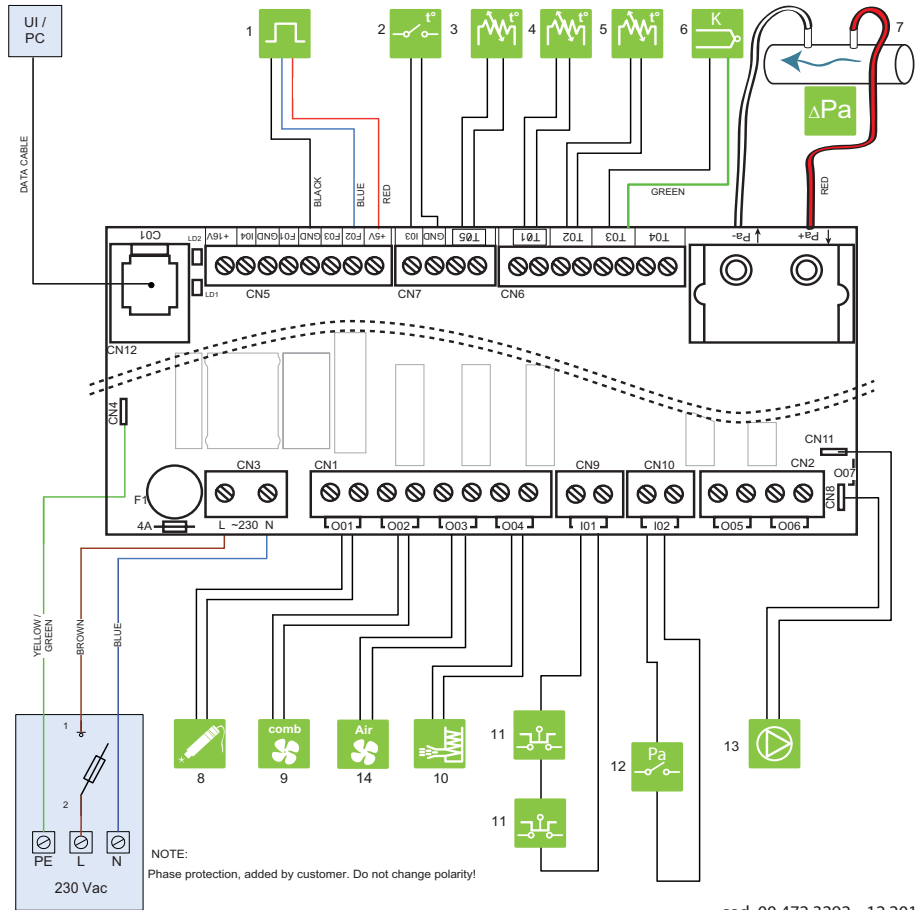 UI /
PC
1
2
t°
3
t°
4
t°
5
t°
6
K
7
ΔPa
DATA CABLE
BLACK
BLUE
RED
GREEN
RED
C01
LD2
+16V
I04
GND
F01
GND
F03
F02
+5V
I03
GND
T05
T01
T02
T03
T04
Pa-
Pa+
LD1
CN5
CN7
CN6
CN12
CN4
CN11
CN3
CN1
CN9
CN10
CN2
O07
CN8
F1
4A
L ~230 N
O01
O02
O03
O04
I01
I02
O05
O06
YELLOW /
GREEN
BROWN
BLUE
1
2
PE
L
N
230 Vac
8
comb
9
Air
14
10
11
11
Pa
12
13
NOTE:
Phase protection, added by customer. Do not change polarity!